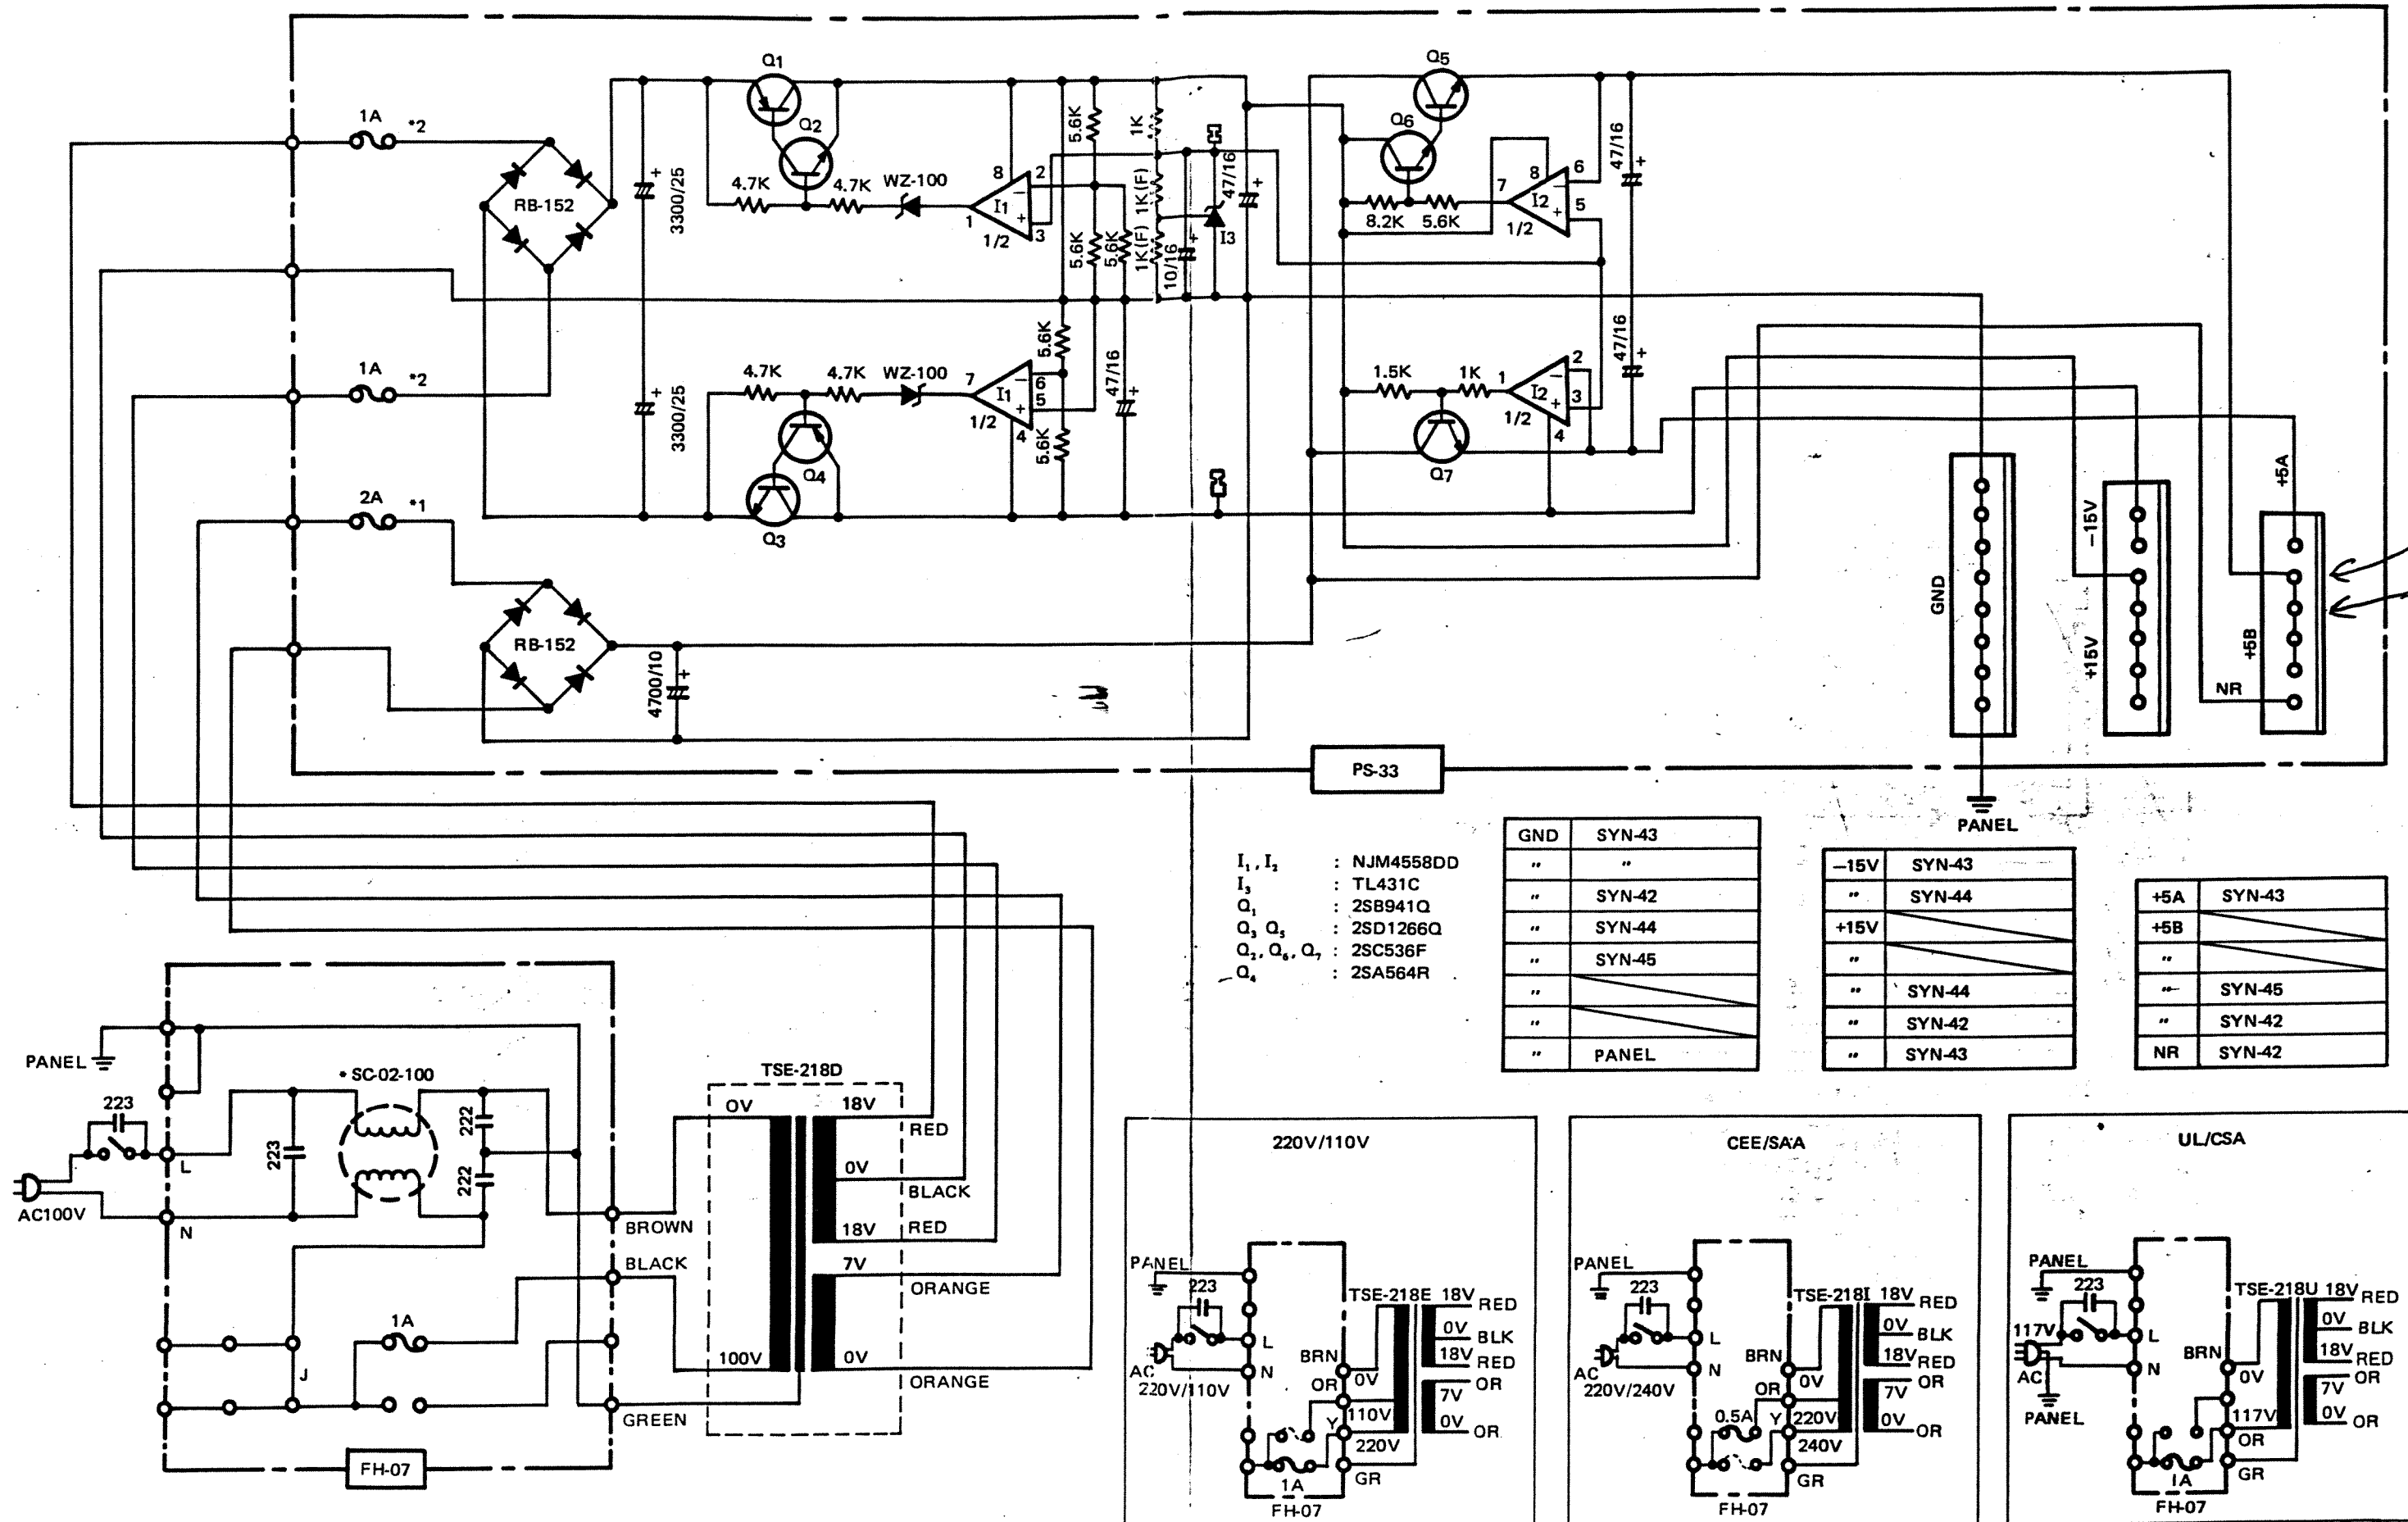 Q1
Q5
1A *2
Q2
Q6
1K
5.6K
47/16
47/16
3300/25
4.7K
4.7K
WZ-100
8
2
I1
1
1/2
3
1K(F)
RB-152
7
8
6
I2
5
1/2
8.2K
5.6K
5.6K
5.6K
1K(F)
10/16
I3
1A *2
3300/25
4.7K
4.7K
WZ-100
7
I1
1/2
6
5
4
5.6K
5.6K
47/16
Q4
Q3
1.5K
1K
1
I2
1/2
2
3
4
Q7
47/16
2A *1
RB-152
4700/10
GND
-15V
+15V
+5A
+5B
NR
PS-33
PANEL
I1, I2 : NJM4558DD
I3 : TL431C
Q1 : 2SB941Q
Q3 Q5 : 2SD1266Q
Q2, Q6, Q7 : 2SC536F
Q4 : 2SA564R
GND SYN-43
" "
" SYN-42
" SYN-44
" SYN-45
"
"
" PANEL
-15V SYN-43
" SYN-44
+15V
"
" SYN-44
" SYN-42
" SYN-43
+5A SYN-43
+5B
"
" SYN-45
" SYN-42
NR SYN-42
PANEL
223
AC100V
L
N
223
* SC-02-100
222
222
J
1A
FH-07
BROWN
BLACK
GREEN
TSE-218D
0V
100V
18V
RED
0V
BLACK
18V
RED
7V
ORANGE
0V
ORANGE
220V/110V
PANEL
223
AC
220V/110V
L
N
BRN
0V
OR
110V
Y
220V
GR
1A
FH-07
TSE-218E
18V RED
0V BLK
18V RED
7V OR
0V OR
CEE/SAA
PANEL
223
AC
220V/240V
L
N
BRN
0V
OR
220V
Y
240V
GR
0.5A
FH-07
TSE-218I
18V RED
0V BLK
18V RED
7V OR
0V OR
UL/CSA
PANEL
223
117V
AC
PANEL
L
N
BRN
0V
117V
OR
GR
1A
FH-07
TSE-218U
18V RED
0V BLK
18V RED
7V OR
0V OR